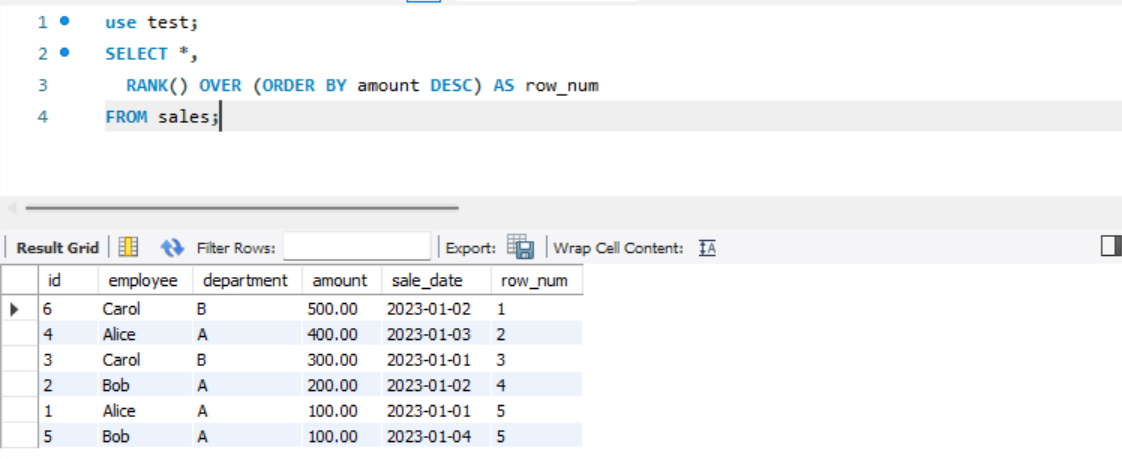 1 use test;
2 SELECT *,
3 RANK() OVER (ORDER BY amount DESC) AS row_num
4 FROM sales;
Result Grid Filter Rows: Export: Wrap Cell Content: IA
id employee department amount sale_date row_num
6 Carol B 500.00 2023-01-02 1
4 Alice A 400.00 2023-01-03 2
3 Carol B 300.00 2023-01-01 3
2 Bob A 200.00 2023-01-02 4
1 Alice A 100.00 2023-01-01 5
5 Bob A 100.00 2023-01-04 5